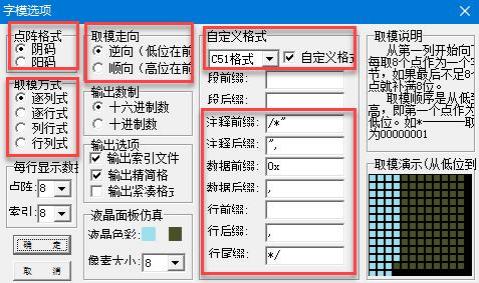 字模选项
点阵格式
阴码
阳码
取模方式
逐列式
逐行式
列行式
行列式
每行显示数据
点阵: 8
索引: 8
确 定
取 消
取模走向
逆向（低位在前
顺向（高位在前
输出数制
十六进制数
十进制数
输出选项
输出索引文件
输出精简格
输出紧凑格式
液晶面板仿真
液晶色彩:
像素大小: 8
自定义格式
C51格式
自定义格式
段前缀:
段后缀:
注释前缀: /*"
注释后缀: ",
数据前缀: 0x
数据后缀: ,
行前缀:
行后缀: ,
行尾缀: */
取模说明
从第一列开始向下
每取8个点作为一个字
节，如果最后不足8个
点就补满8位。
取模顺序是从低到
高，即第一个点作为最
低位。如*-------取
为00000001
取模演示(从低位到